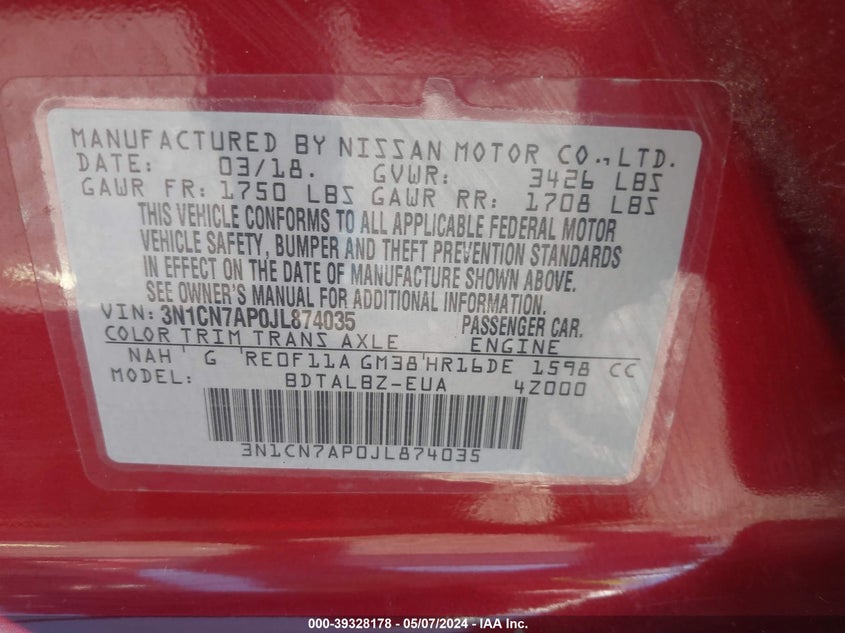 MANUFACTURED BY NISSAN MOTOR CO., LTD.
DATE: 03/18. GVWR: 3426 LBS
GAWR FR: 1750 LBS GAWR RR: 1708 LBS
THIS VEHICLE CONFORMS TO ALL APPLICABLE FEDERAL MOTOR
VEHICLE SAFETY, BUMPER AND THEFT PREVENTION STANDARDS
IN EFFECT ON THE DATE OF MANUFACTURE SHOWN ABOVE.
SEE OWNER'S MANUAL FOR ADDITIONAL INFORMATION.
VIN: 3N1CN7AP0JL874035 PASSENGER CAR.
COLOR TRIM TRANS AXLE ENGINE
NAH G RE0F11A GM38 HR16DE 1598 CC
MODEL: BDTALBZ-EUA 4Z000
3N1CN7AP0JL874035
000-39328178 - 05/07/2024 - IAA Inc.